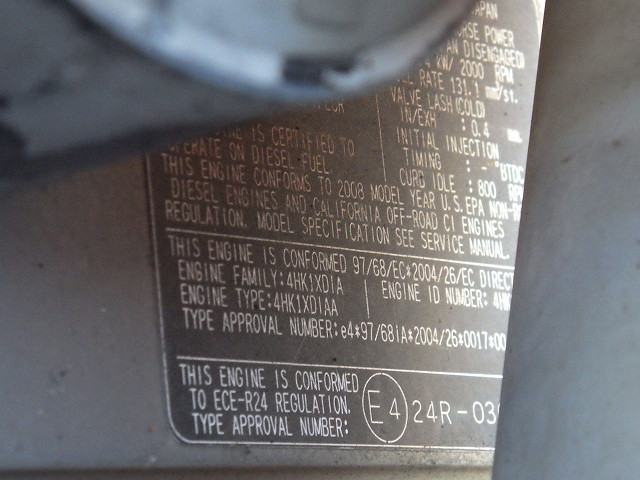 JAPAN
HORSE POWER
FAN DISENGAGED
KW/ 2000 RPM
RATE 131.1 mm³/st.
VALVE LASH(COLD)
IN/EXH : 0.4 mm
INITIAL INJECTION
TIMING : -°BTDC
CURB IDLE : 800
IS CERTIFIED TO
OPERATE ON DIESEL FUEL
THIS ENGINE CONFORMS TO 2008 MODEL YEAR U.S.EPA
DIESEL ENGINES AND CALIFORNIA OFF-ROAD CI ENGINES
REGULATION. MODEL SPECIFICATION SEE SERVICE MANUAL.
THIS ENGINE IS CONFORMED 97/68/EC*2004/26/EC DIRECT
ENGINE FAMILY:4HK1XDIA
ENGINE ID NUMBER: 4HK
ENGINE TYPE:4HK1XDIAA
TYPE APPROVAL NUMBER:e4*97/68iA*2004/26*0017*00
THIS ENGINE IS CONFORMED
TO ECE-R24 REGULATION.
TYPE APPROVAL NUMBER:
E4 24R-03